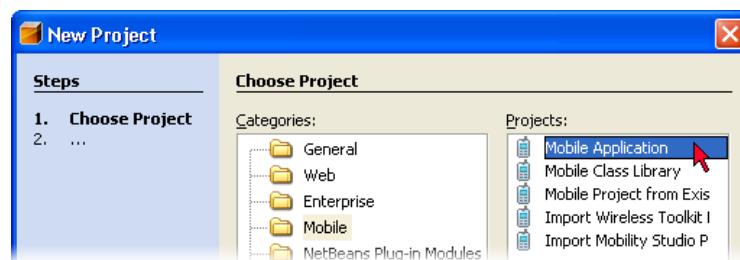 New Project
Steps
1. Choose Project
2. ...
Choose Project
Categories:
General
Web
Enterprise
Mobile
NetBeans Plug-in Modules
Projects:
Mobile Application
Mobile Class Library
Mobile Project from Exis
Import Wireless Toolkit
Import Mobility Studio P